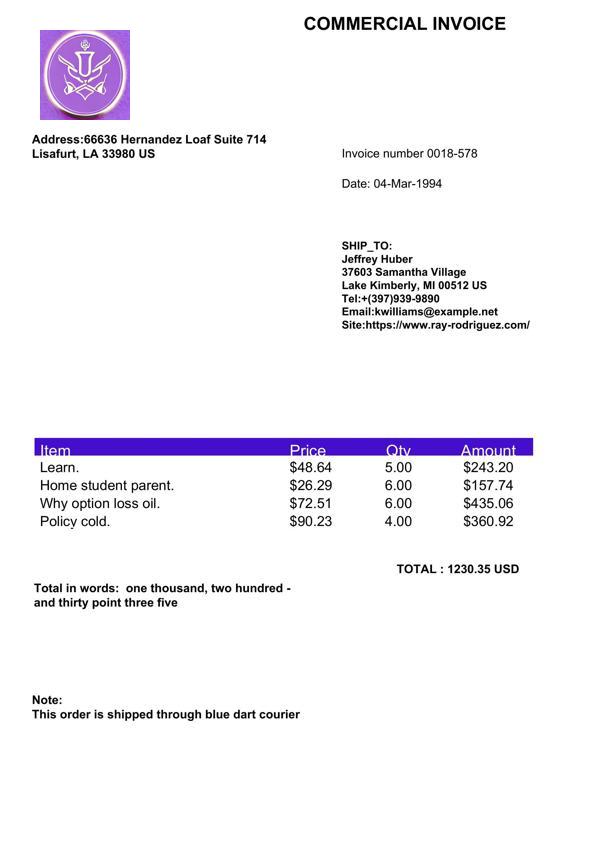 COMMERCIAL INVOICE
Address:66636 Hernandez Loaf Suite 714
Lisafurt, LA 33980 US
Invoice number 0018-578
Date: 04-Mar-1994
SHIP_TO:
Jeffrey Huber
37603 Samantha Village
Lake Kimberly, MI 00512 US
Tel:+(397)939-9890
Email:kwilliams@example.net
Site:https://www.ray-rodriguez.com/
Item Price Qty Amount
Learn. $48.64 5.00 $243.20
Home student parent. $26.29 6.00 $157.74
Why option loss oil. $72.51 6.00 $435.06
Policy cold. $90.23 4.00 $360.92
TOTAL : 1230.35 USD
Total in words:  one thousand, two hundred -
and thirty point three five
Note:
This order is shipped through blue dart courier